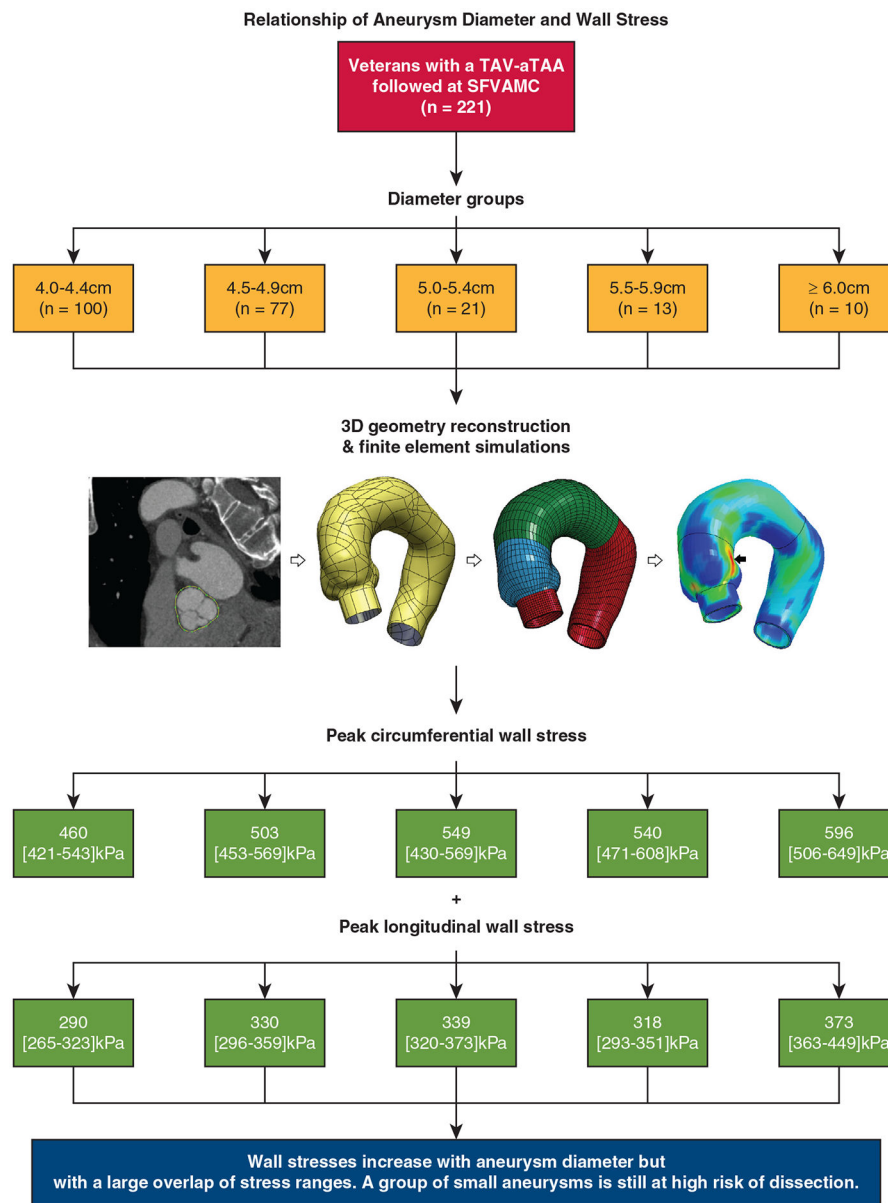 Relationship of Aneurysm Diameter and Wall Stress
Veterans with a TAV-aTAA
followed at SFVAMC
(n = 221)
Diameter groups
4.0-4.4cm
(n = 100)
4.5-4.9cm
(n = 77)
5.0-5.4cm
(n = 21)
5.5-5.9cm
(n = 13)
≥ 6.0cm
(n = 10)
3D geometry reconstruction
& finite element simulations
Peak circumferential wall stress
460
[421-543]kPa
503
[453-569]kPa
549
[430-569]kPa
540
[471-608]kPa
596
[506-649]kPa
+
Peak longitudinal wall stress
290
[265-323]kPa
330
[296-359]kPa
339
[320-373]kPa
318
[293-351]kPa
373
[363-449]kPa
Wall stresses increase with aneurysm diameter but
with a large overlap of stress ranges. A group of small aneurysms is still at high risk of dissection.